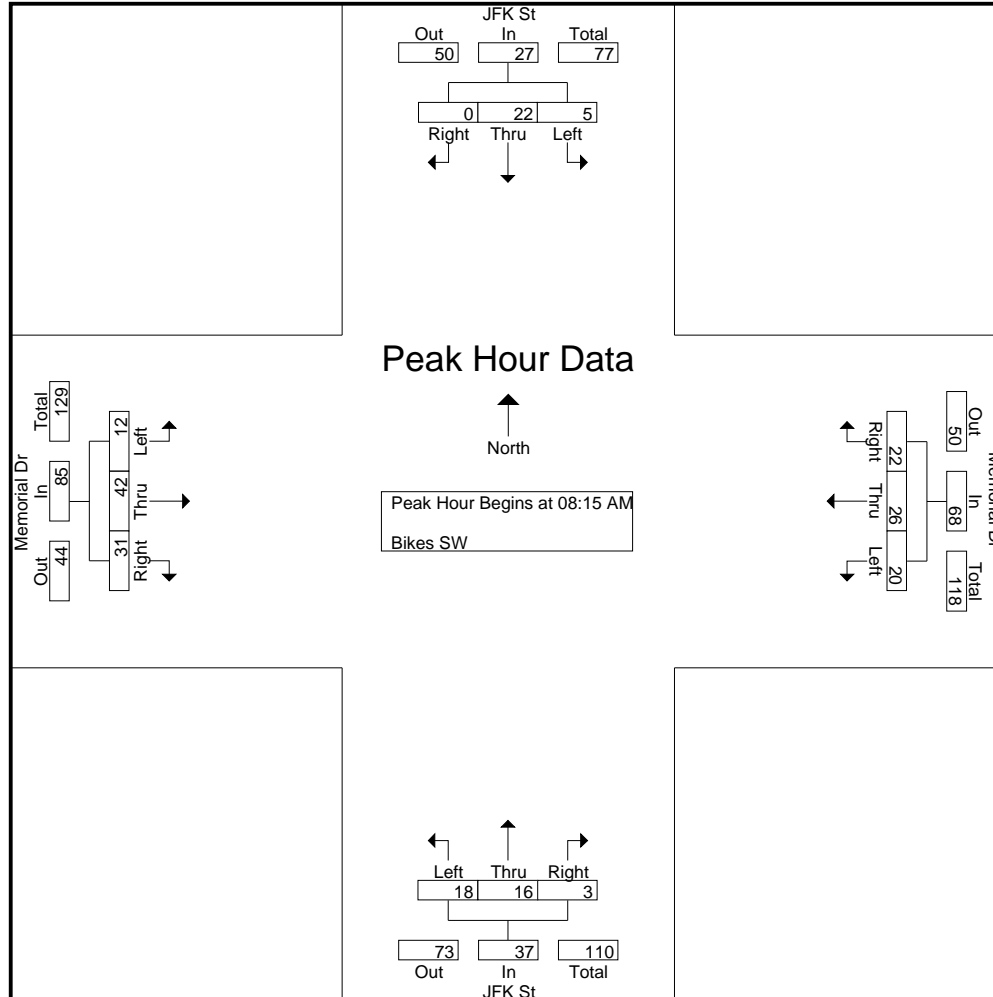 JFK St
Out In Total
50 27 77
0 22 5
Right Thru Left
Peak Hour Data
North
Peak Hour Begins at 08:15 AM
Bikes SW
Memorial Dr
Out In Total
44 85 129
Right Thru Left
31 42 12
Memorial
Out In Total
50 68 118
Right Thru Left
22 26 20
Left Thru Right
18 16 3
73 37 110
Out In Total
JFK St